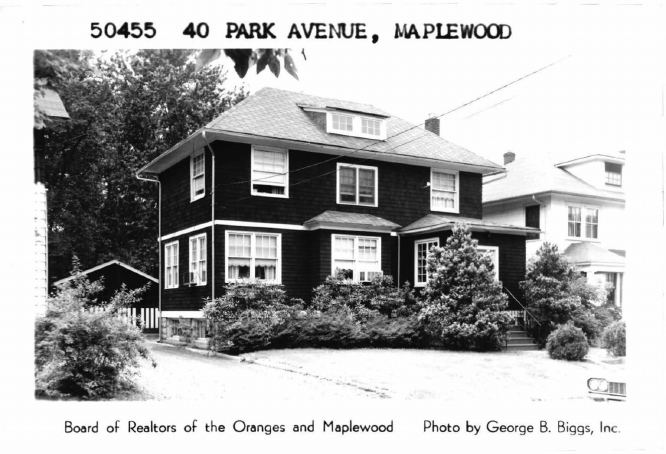 50455 40 PARK AVENUE, MAPLEWOOD
Board of Realtors of the Oranges and Maplewood Photo by George B. Biggs, Inc.